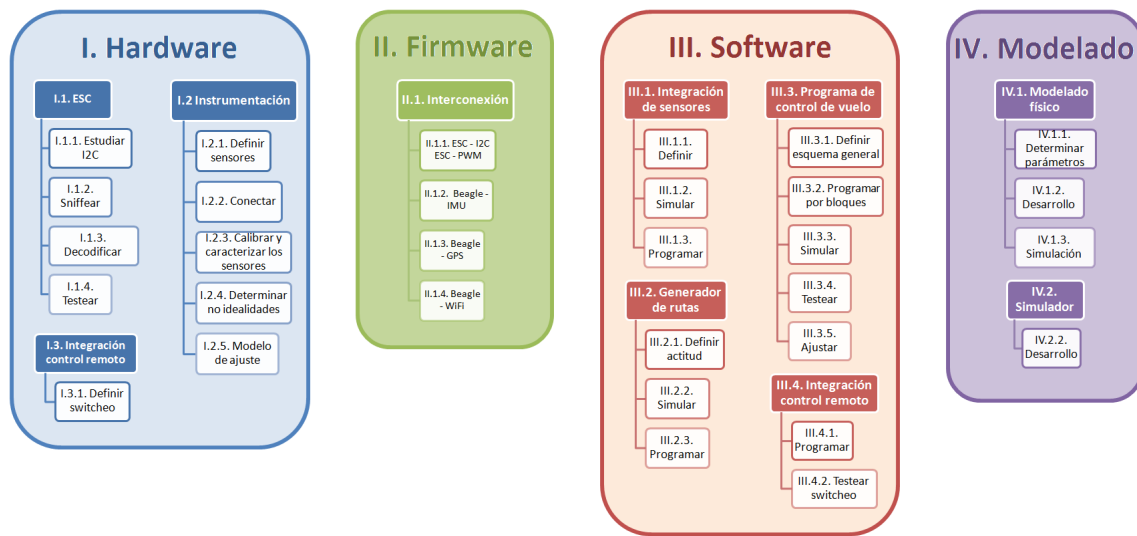 I. Hardware
I.1. ESC
I.1.1. Estudiar
I2C
I.1.2.
Sniffear
I.1.3.
Decodificar
I.1.4.
Testear
I.3. Integración
control remoto
I.3.1. Definir
switcheo
I.2 Instrumentación
I.2.1. Definir
sensores
I.2.2. Conectar
I.2.3. Calibrar y
caracterizar los
sensores
I.2.4. Determinar
no idealidades
I.2.5. Modelo
de ajuste
II. Firmware
II.1. Interconexión
II.1.1. ESC - I2C
ESC - PWM
II.1.2. Beagle -
IMU
II.1.3. Beagle
- GPS
II.1.4. Beagle
- WIFi
III. Software
III.1. Integración
de sensores
III.1.1.
Definir
III.1.2.
Simular
III.1.3.
Programar
III.2. Generador
de rutas
III.2.1. Definir
actitud
III.2.2.
Simular
III.2.3.
Programar
III.3. Programa de
control de vuelo
III.3.1. Definir
esquema general
III.3.2. Programar
por bloques
III.3.3.
Simular
III.3.4.
Testear
III.3.5.
Ajustar
III.4. Integración
control remoto
III.4.1.
Programar
III.4.2. Testear
switcheo
IV. Modelado
IV.1. Modelado
físico
IV.1.1.
Determinar
parámetros
IV.1.2.
Desarrollo
IV.1.3.
Simulación
IV.2.
Simulador
IV.2.2.
Desarrollo